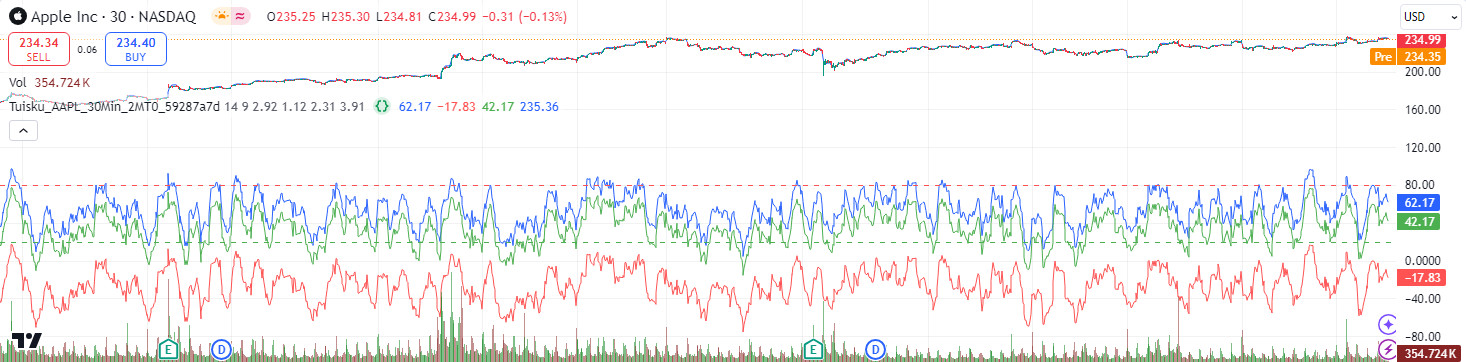 Apple Inc · 30 · NASDAQ O235.25 H235.30 L234.81 C234.99 −0.31 (−0.13%)
USD
234.34 SELL 0.06 234.40 BUY
234.99
Pre 234.35
Vol 354.724K
200.00
Tuisku_AAPL_30Min_2MT0_59287a7d 14 9 2.92 1.12 2.31 3.91 {} 62.17 −17.83 42.17 235.36
160.00
120.00
80.00
62.17
42.17
0.0000
−17.83
−40.00
−80.00
E D E D
354.724K